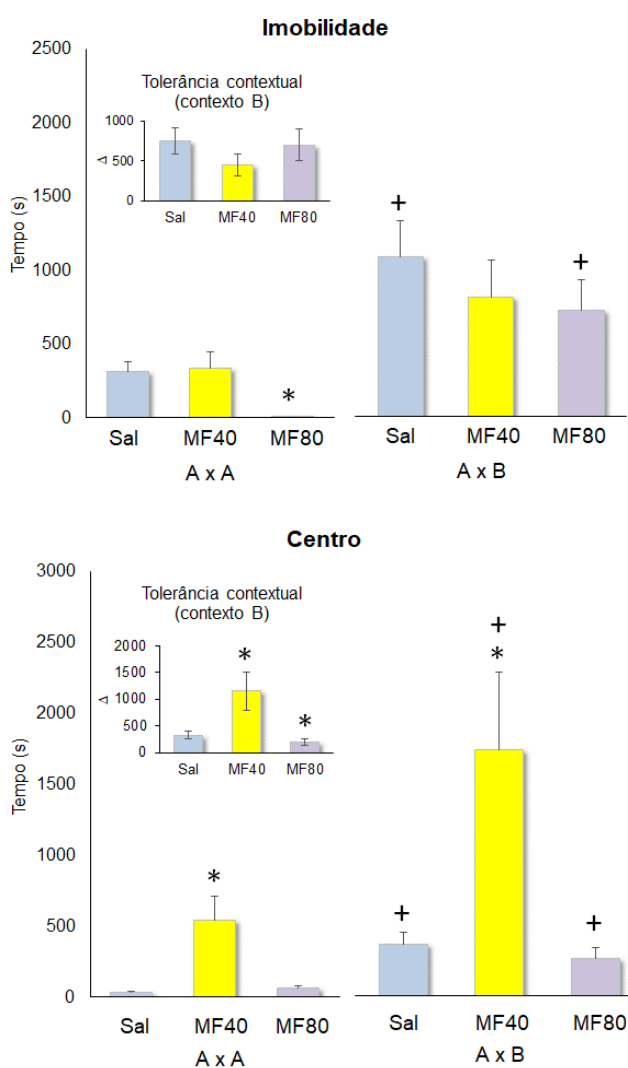 Imobilidade
2500
2000
1500
1000
500
0
Tempo (s)
Tolerância contextual
(contexto B)
1000
500
0
Δ
Sal MF40 MF80
*
+
+
Sal MF40 MF80
A x A
Sal MF40 MF80
A x B
Centro
3000
2500
2000
1500
1000
500
0
Tempo (s)
Tolerância contextual
(contexto B)
2000
1500
1000
500
0
Δ
*
*
Sal MF40 MF80
*
+
+
*
+
Sal MF40 MF80
A x A
Sal MF40 MF80
A x B